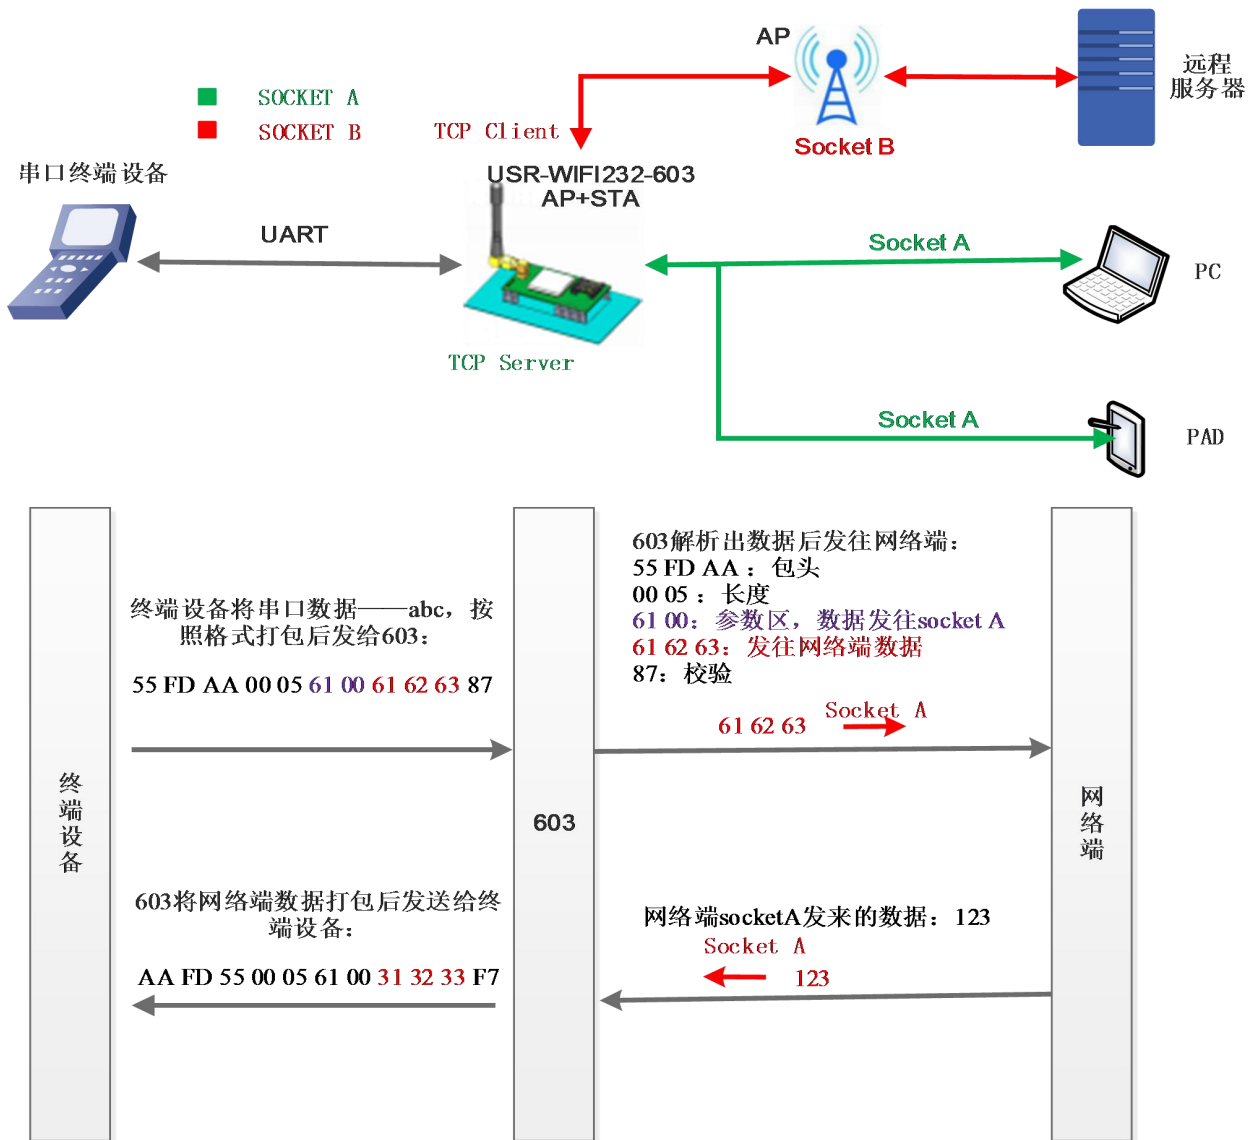 AP
远程
服务器
SOCKET A
SOCKET B
TCP Client
Socket B
串口终端设备
USR-WIFI232-603
AP+STA
UART
Socket A
PC
TCP Server
Socket A
PAD
603解析出数据后发往网络端：
55 FD AA： 包头
00 05： 长度
61 00：参数区，数据发往socket A
61 62 63：发往网络端数据
87：校验
终端设备将串口数据——abc，按
照格式打包后发给603：
55 FD AA 00 05 61 00 61 62 63 87
61 62 63
Socket A
终端设备
603
网络端
603将网络端数据打包后发送给终
端设备：
AA FD 55 00 05 61 00 31 32 33 F7
网络端socketA发来的数据：123
Socket A
123